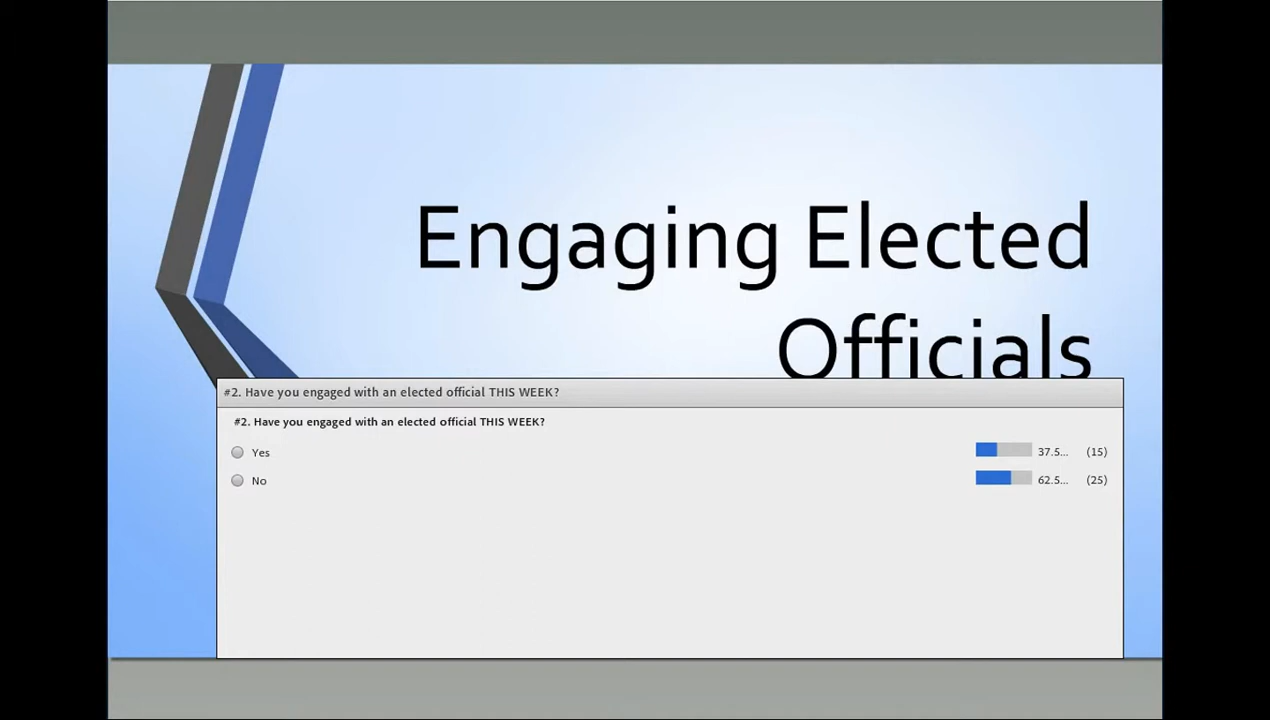 Engaging Elected
Officials
#2. Have you engaged with an elected official THIS WEEK?
#2. Have you engaged with an elected official THIS WEEK?
Yes 37.5... (15)
No 62.5... (25)